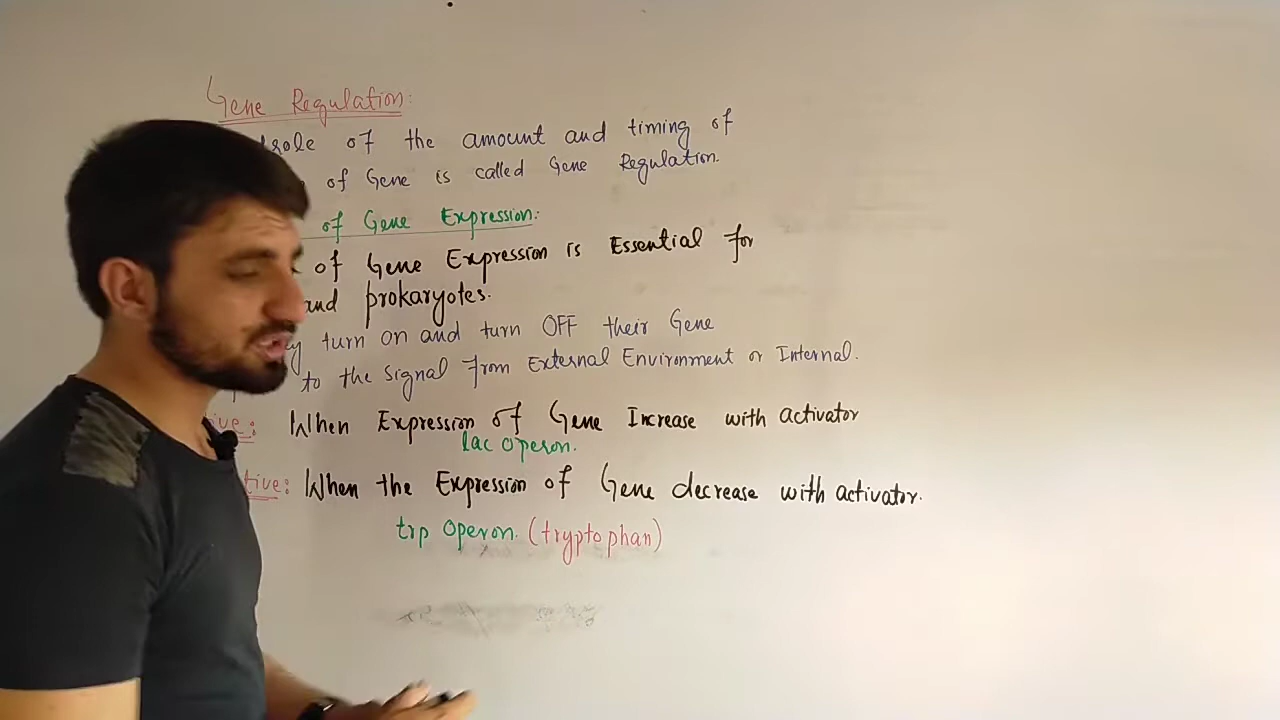 Gene Regulation:
of the amount and timing of
of Gene is called Gene Regulation.
of Gene Expression:
of Gene Expression is Essential for
and prokaryotes.
turn on and turn OFF their Gene
to the signal from External Environment or Internal.
When Expression of Gene Increase with activator
lac operon.
When the Expression of Gene decrease with activator.
trp operon. (tryptophan)